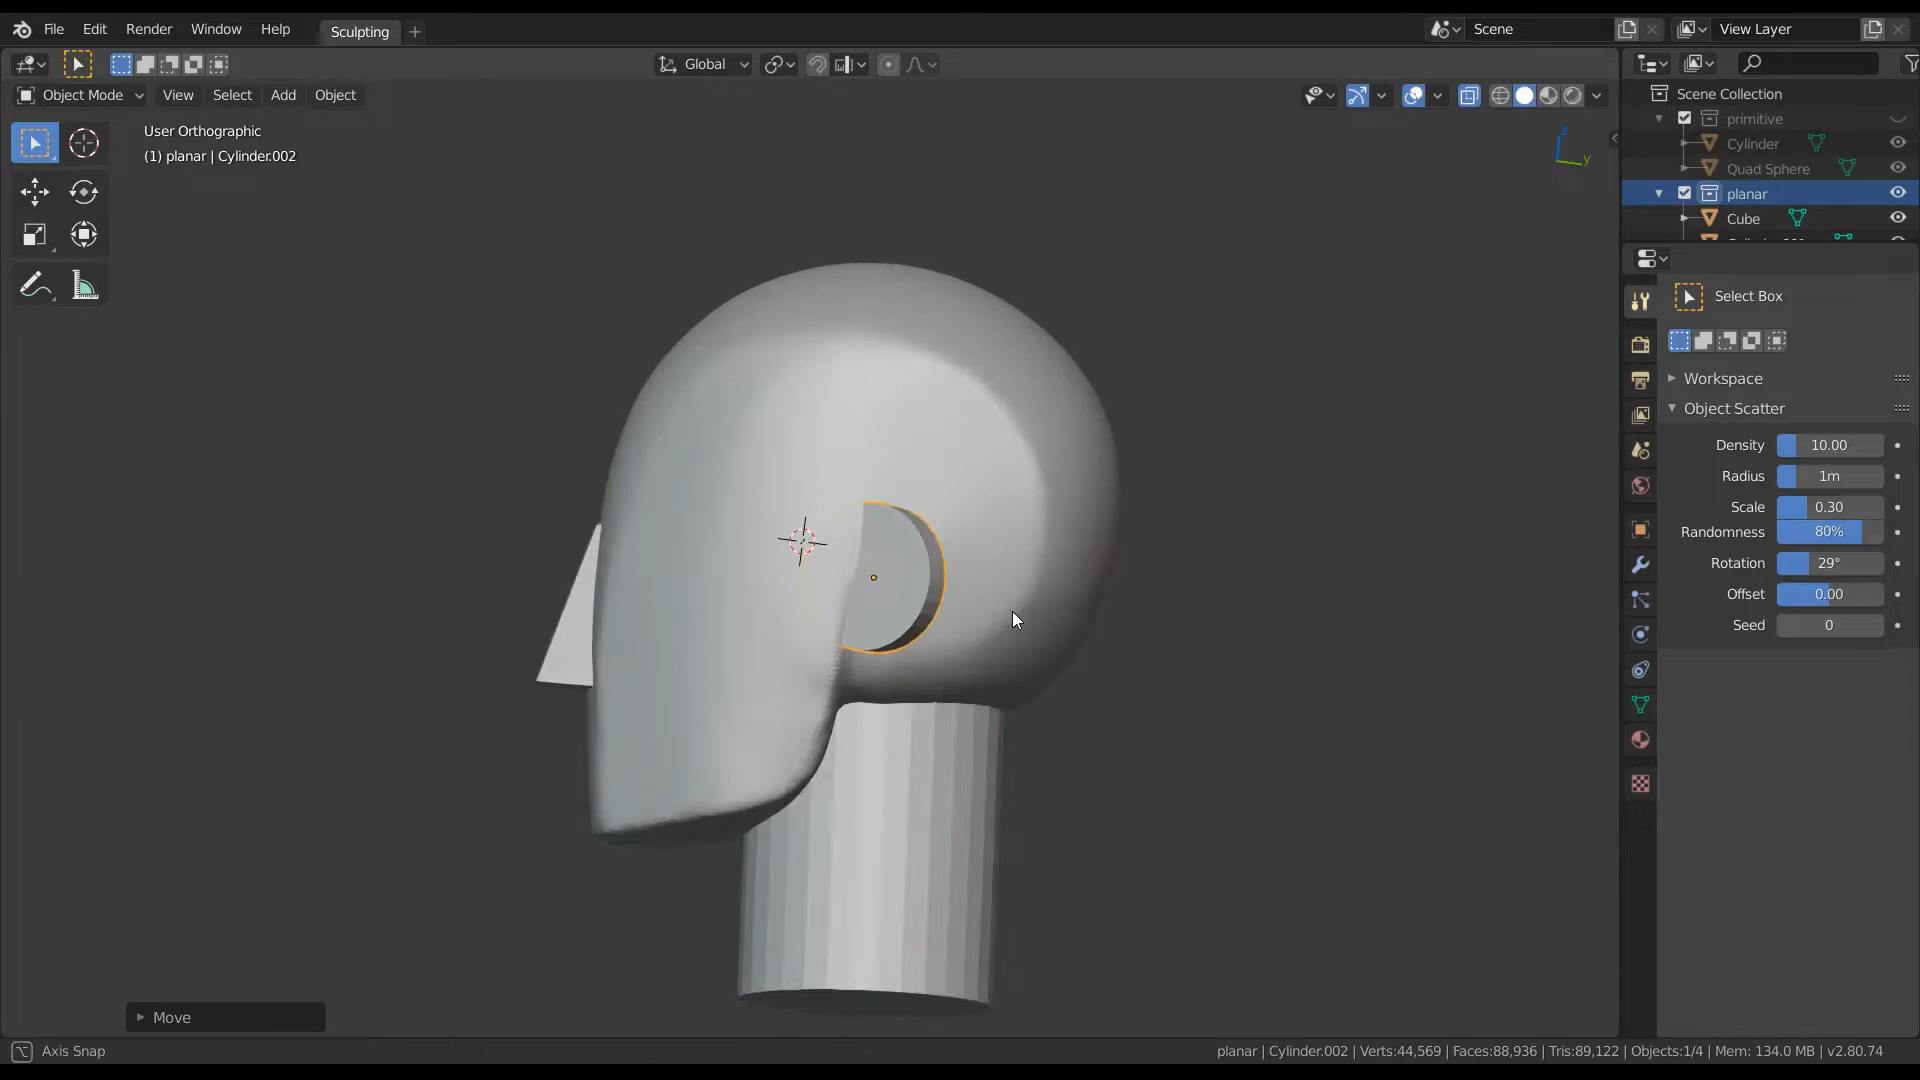 File Edit Render Window Help Sculpting + Scene View Layer
Global
Object Mode View Select Add Object
Scene Collection
User Orthographic
(1) planar | Cylinder.002
primitive
Cylinder
Quad Sphere
planar
Cube
z
y
Select Box
Workspace
Object Scatter
Density 10.00
Radius 1m
Scale 0.30
Randomness 80%
Rotation 29°
Offset 0.00
Seed 0
Move
Axis Snap
planar | Cylinder.002 | Verts:44,569 | Faces:88,936 | Tris:89,122 | Objects:1/4 | Mem: 134.0 MB | v2.80.74